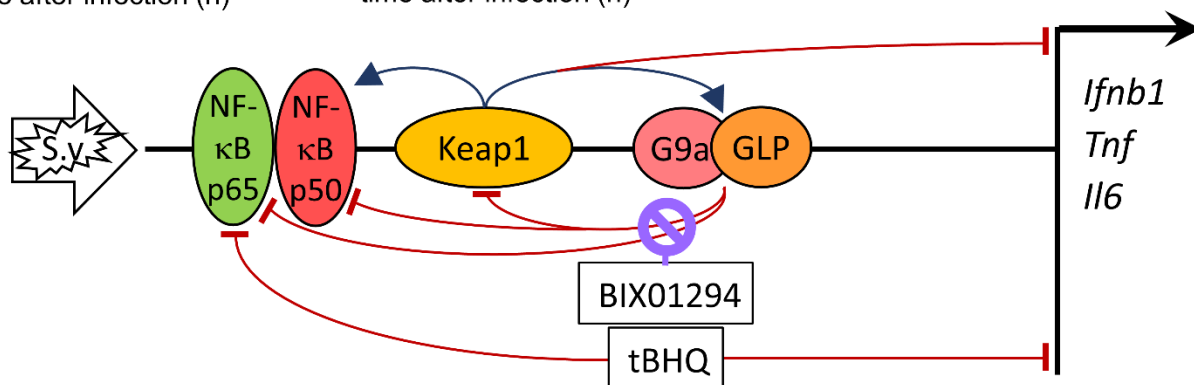 s after infection (h)
time after infection (h)
S.v.
NF-
κB
p65
NF-
κB
p50
Keap1
G9a
GLP
Ifnb1
Tnf
Il6
BIX01294
tBHQ